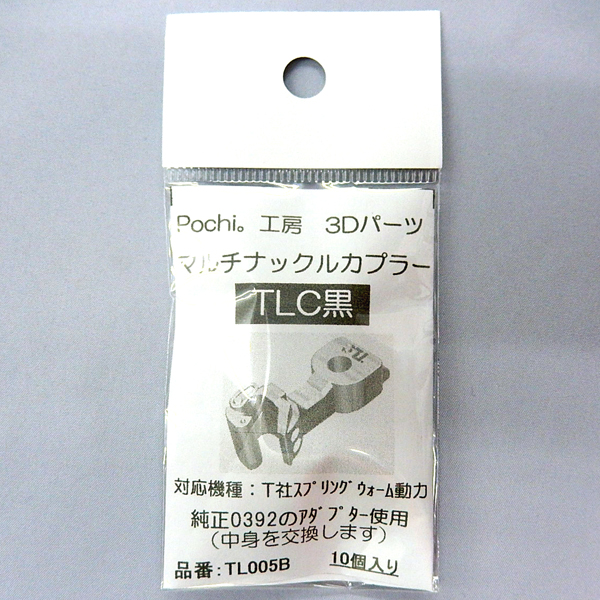 Pochi。工房 3Dパーツ
マルチナックルカプラー
TLC黒
対応機種：T社ｽﾌﾟﾘﾝｸﾞｳｫｰﾑ動力
純正0392のｱﾀﾞﾌﾟﾀｰ使用
(中身を交換します)
品番：TL005B 10個入り